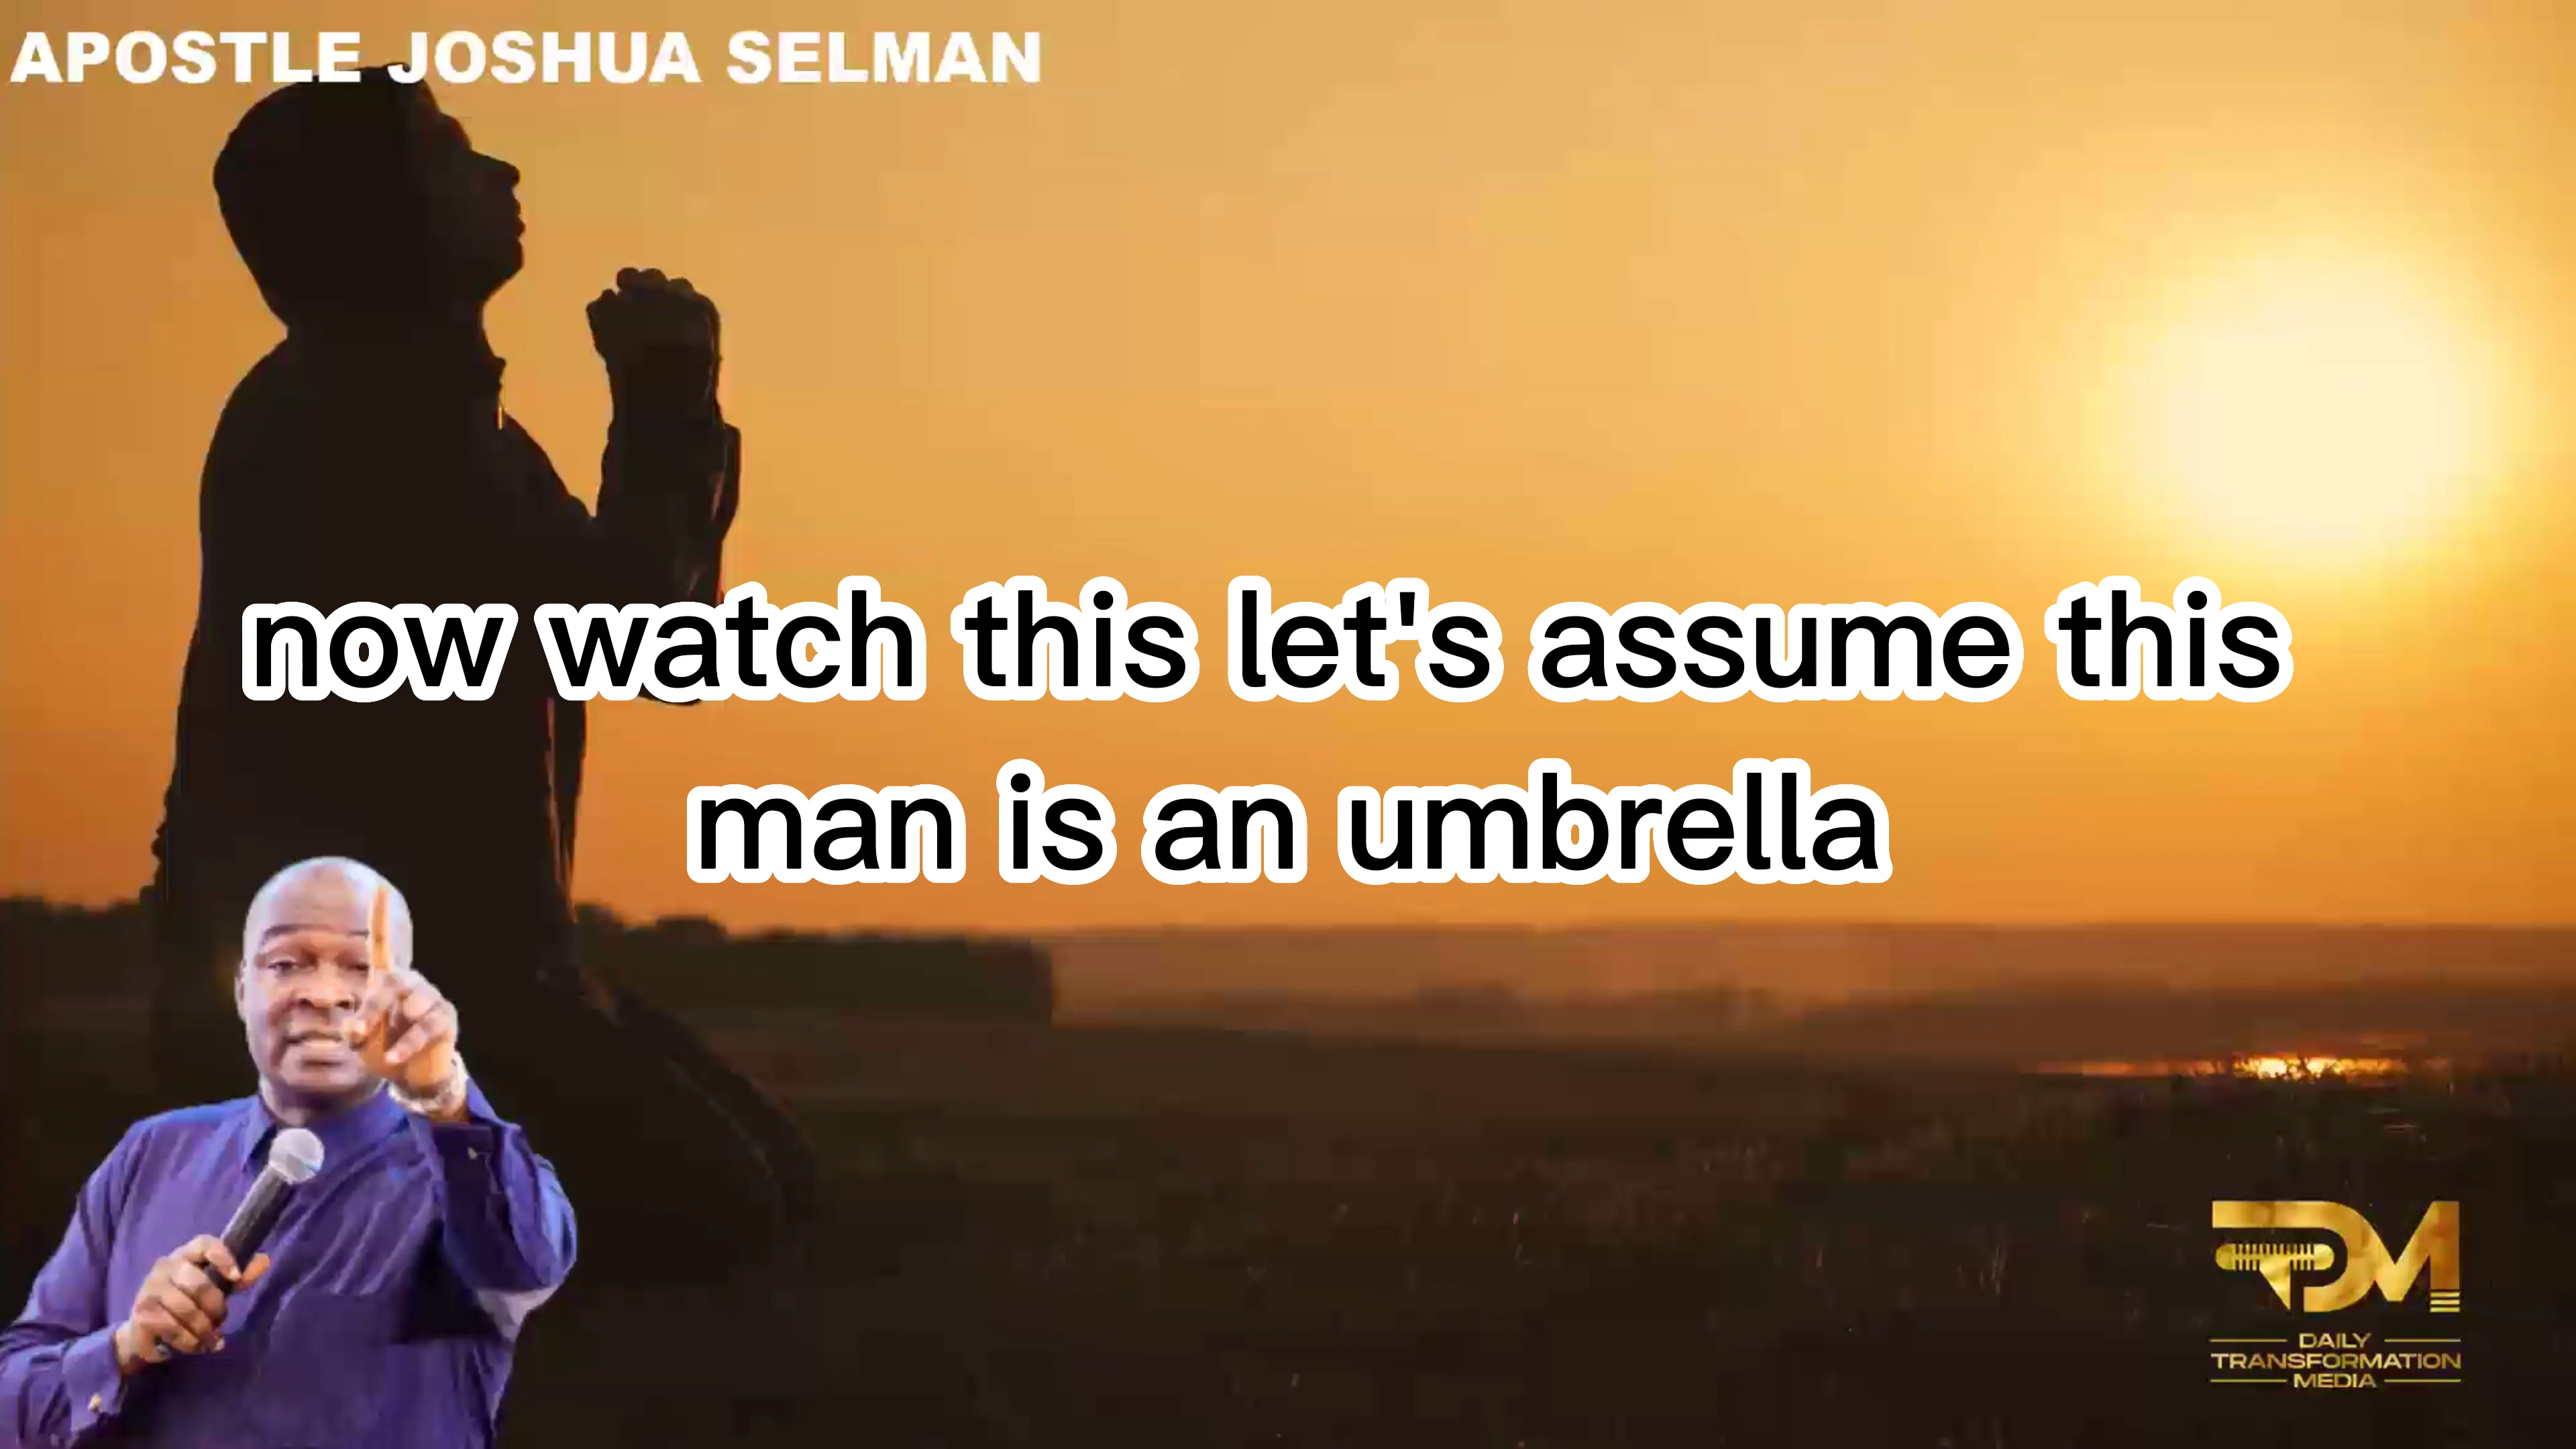 APOSTLE JOSHUA SELMAN
now watch this let's assume this
man is an umbrella
DAILY
TRANSFORMATION
MEDIA